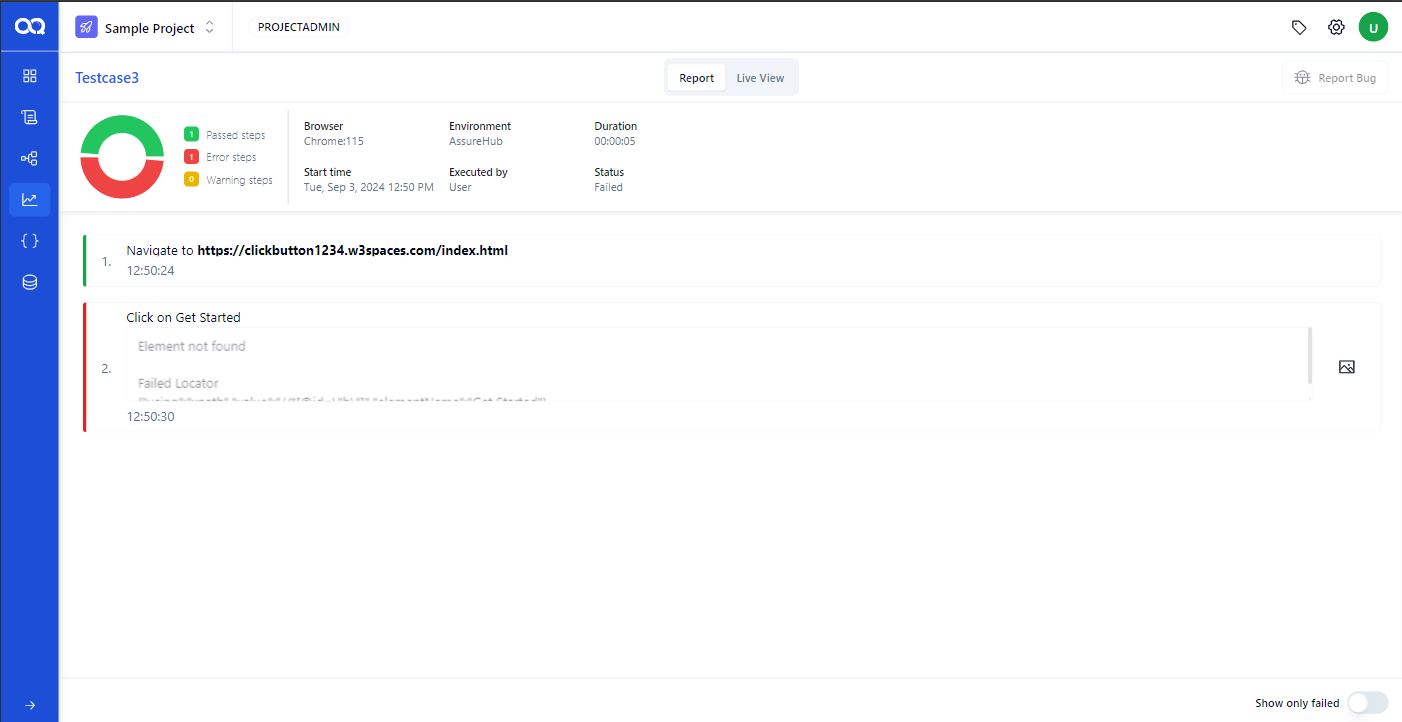 Sample Project
PROJECTADMIN
U
Testcase3
Report
Live View
Report Bug
1 Passed steps
1 Error steps
0 Warning steps
Browser
Chrome:115
Environment
AssureHub
Duration
00:00:05
Start time
Tue, Sep 3, 2024 12:50 PM
Executed by
User
Status
Failed
1.
Navigate to https://clickbutton1234.w3spaces.com/index.html
12:50:24
2.
Click on Get Started
Element not found
Failed Locator
12:50:30
Show only failed